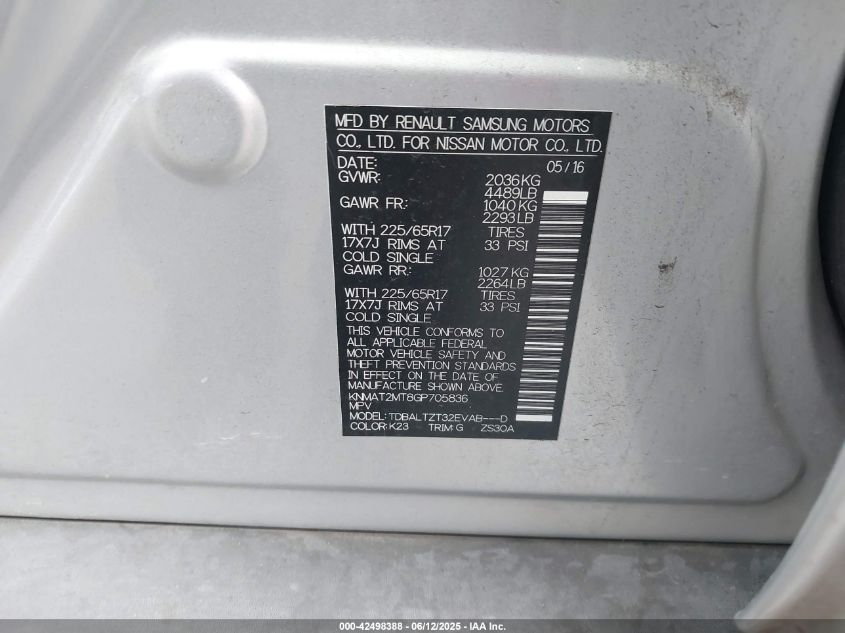 MFD BY RENAULT SAMSUNG MOTORS
CO., LTD. FOR NISSAN MOTOR CO., LTD.
DATE: 05/16
GVWR: 2036KG
4489LB
GAWR FR: 1040KG
2293LB
WITH 225/65R17 TIRES
17X7J RIMS AT 33 PSI
COLD SINGLE
GAWR RR: 1027KG
2264LB
WITH 225/65R17 TIRES
17X7J RIMS AT 33 PSI
COLD SINGLE
THIS VEHICLE CONFORMS TO
ALL APPLICABLE FEDERAL
MOTOR VEHICLE SAFETY AND
THEFT PREVENTION STANDARDS
IN EFFECT ON THE DATE OF
MANUFACTURE SHOWN ABOVE.
KNMAT2MT8GP705836
MPV
MODEL: TDBALTZT32EVAB---D
COLOR: K23 TRIM: G ZS30A
000-42498388 - 06/12/2025 - IAA Inc.